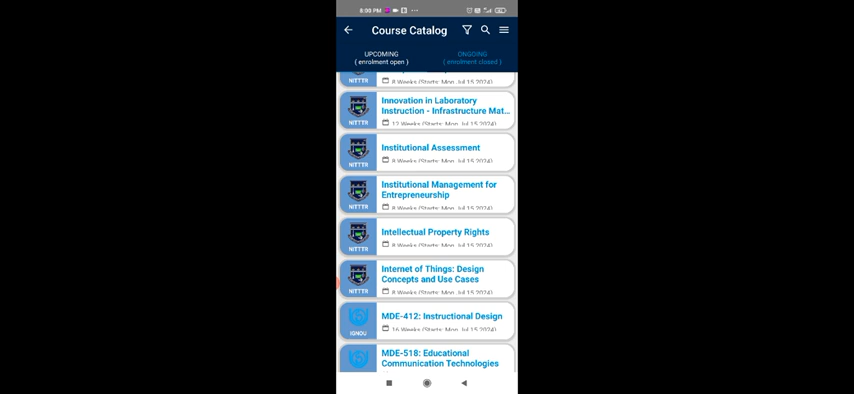 8:00 PM
Course Catalog
UPCOMING
( enrolment open )
ONGOING
( enrolment closed )
NITTTR
8 Weeks (Starts: Mon, Jul 15 2024)
Innovation in Laboratory
Instruction - Infrastructure Mat...
NITTTR
12 Weeks (Starts: Mon, Jul 15 2024)
Institutional Assessment
NITTTR
8 Weeks (Starts: Mon, Jul 15 2024)
Institutional Management for
Entrepreneurship
NITTTR
8 Weeks (Starts: Mon, Jul 15 2024)
Intellectual Property Rights
NITTTR
8 Weeks (Starts: Mon, Jul 15 2024)
Internet of Things: Design
Concepts and Use Cases
NITTTR
8 Weeks (Starts: Mon, Jul 15 2024)
MDE-412: Instructional Design
IGNOU
16 Weeks (Starts: Mon, Jul 15 2024)
MDE-518: Educational
Communication Technologies